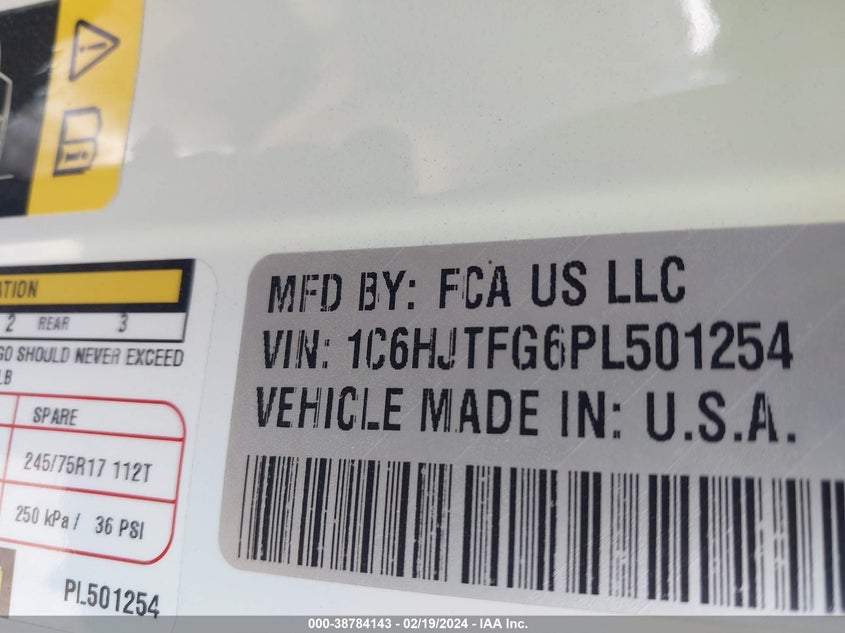 ATION
2 REAR 3
GO SHOULD NEVER EXCEED
LB
SPARE
245/75R17 112T
250 kPa / 36 PSI
PL501254
MFD BY: FCA US LLC
VIN: 1C6HJTFG6PL501254
VEHICLE MADE IN: U.S.A.
000-38784143 - 02/19/2024 - IAA Inc.